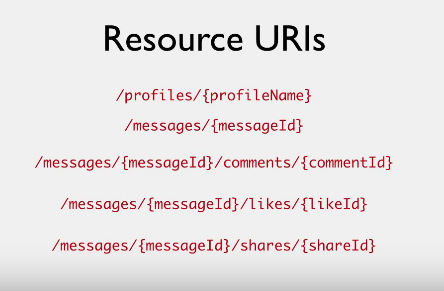 Resource URIs
/profiles/{profileName}
/messages/{messageId}
/messages/{messageId}/comments/{commentId}
/messages/{messageId}/likes/{likeId}
/messages/{messageId}/shares/{shareId}